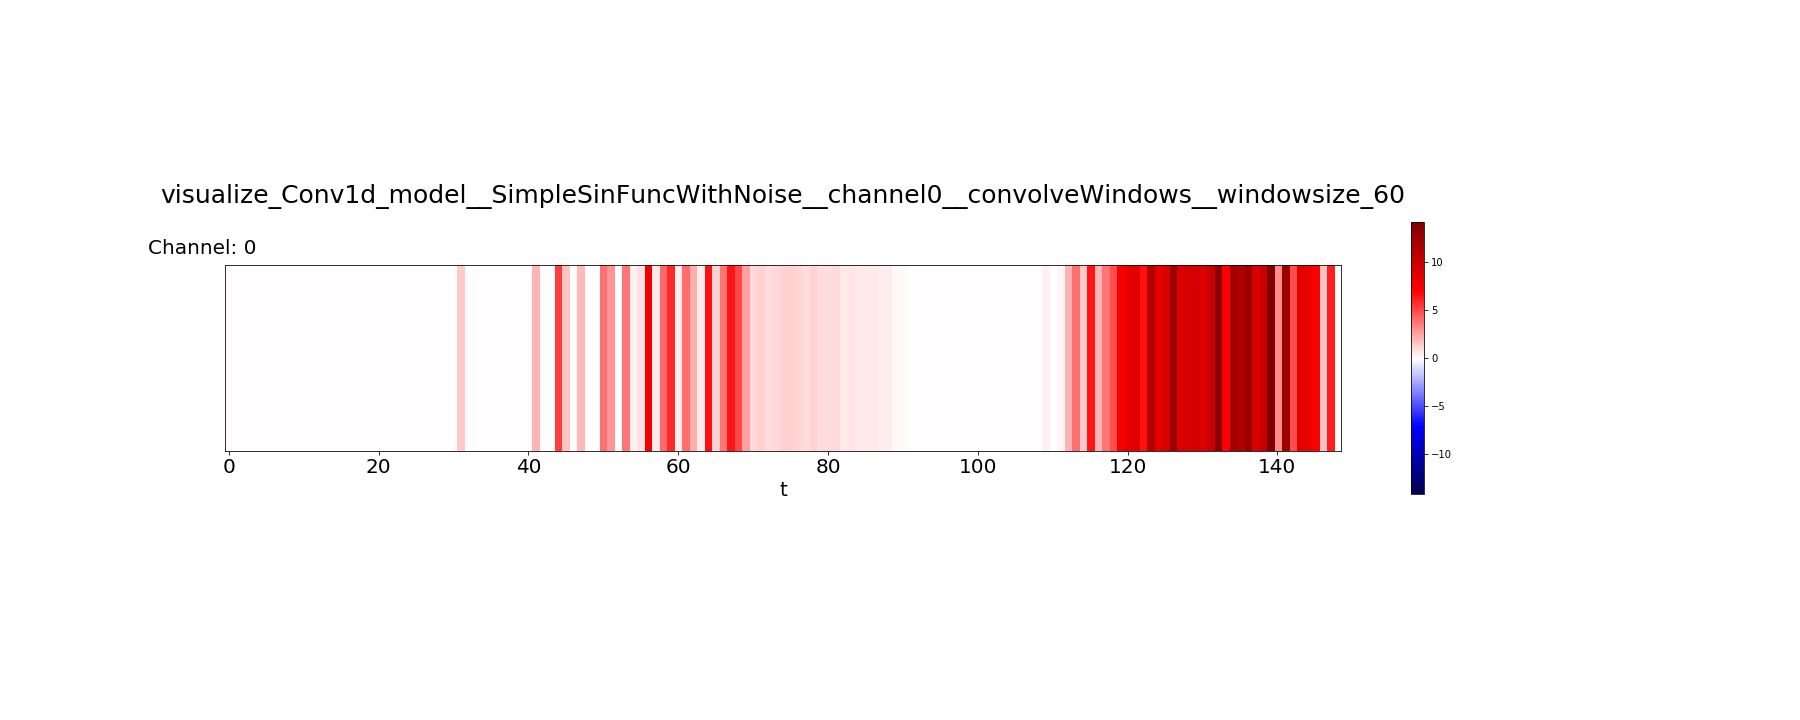 visualize_Conv1d_model__SimpleSinFuncWithNoise__channel0__convolveWindows__windowsize_60
Channel: 0
10
5
0
−5
−10
0 20 40 60 80 100 120 140
t